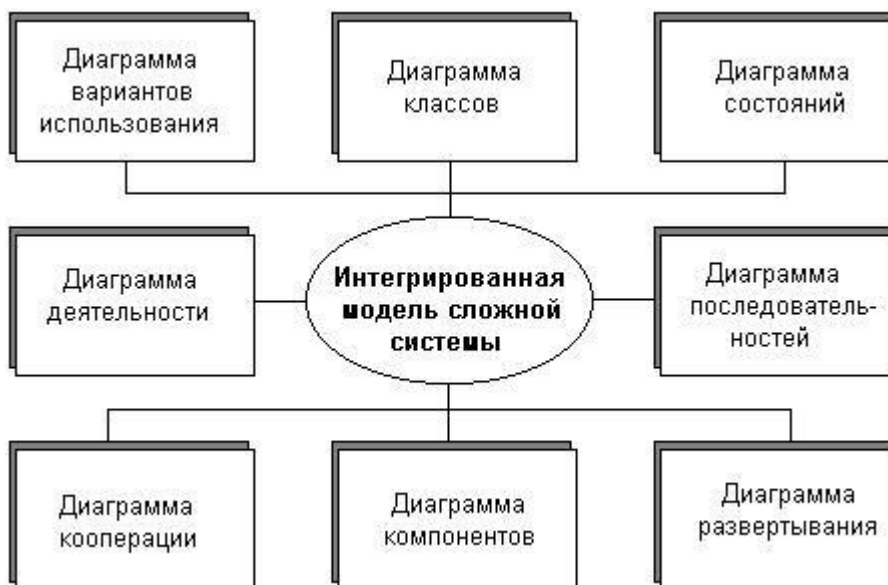 Диаграмма
вариантов
использования
Диаграмма
классов
Диаграмма
состояний
Диаграмма
деятельности
Интегрированная
модель сложной
системы
Диаграмма
последователь-
ностей
Диаграмма
кооперации
Диаграмма
компонентов
Диаграмма
развертывания